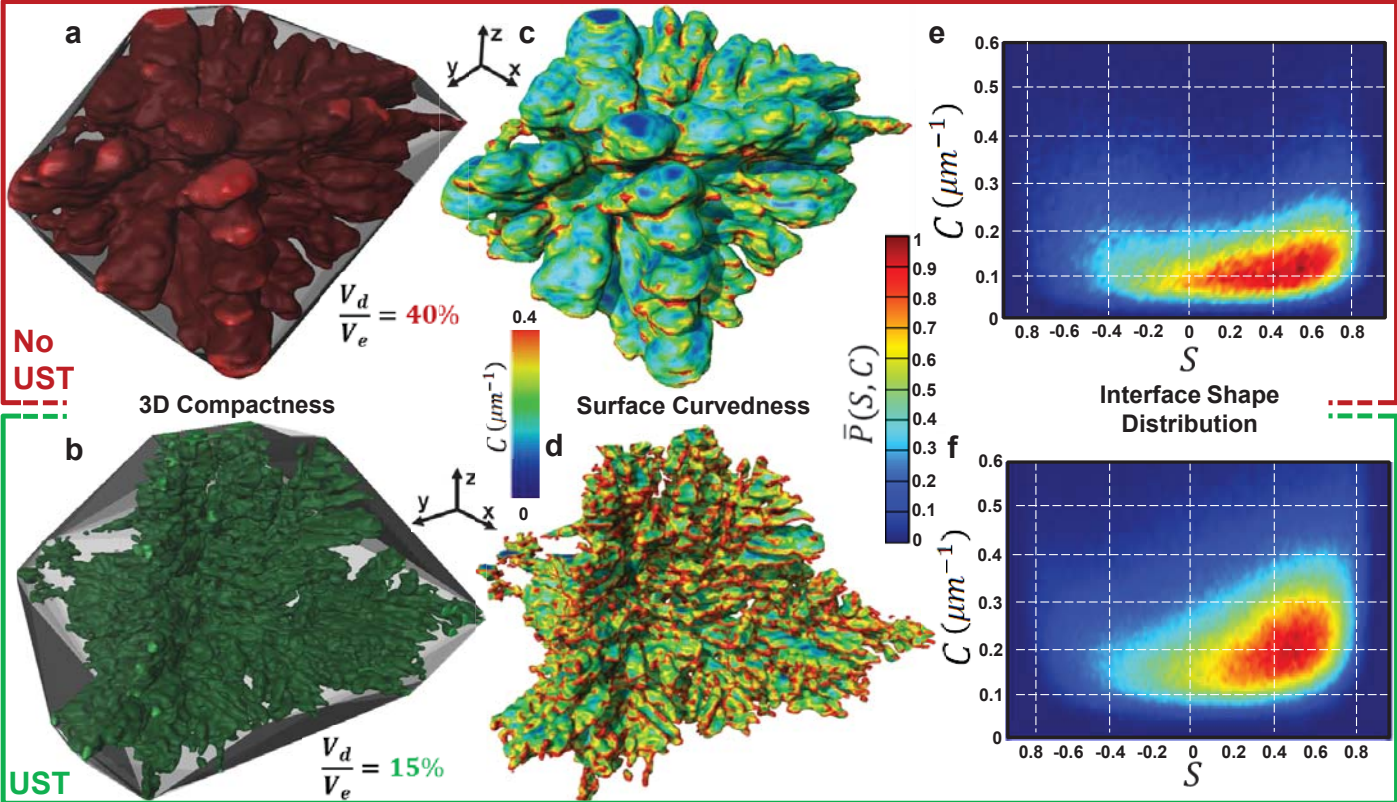 a
z
y
x
V_d
V_e
= 40%
No
UST
3D Compactness
b
z
y
x
V_d
V_e
= 15%
UST
c
0.4
C (μm⁻¹)
0
Surface Curvedness
d
1
0.9
0.8
0.7
0.6
0.5
0.4
0.3
0.2
0.1
0
P̄(S, C)
e
0.6
0.5
0.4
0.3
0.2
0.1
0
C (μm⁻¹)
0.8 -0.6 -0.4 -0.2 0 0.2 0.4 0.6 0.8
S
Interface Shape
Distribution
f
0.6
0.5
0.4
0.3
0.2
0.1
0
C (μm⁻¹)
0.8 -0.6 -0.4 -0.2 0 0.2 0.4 0.6 0.8
S